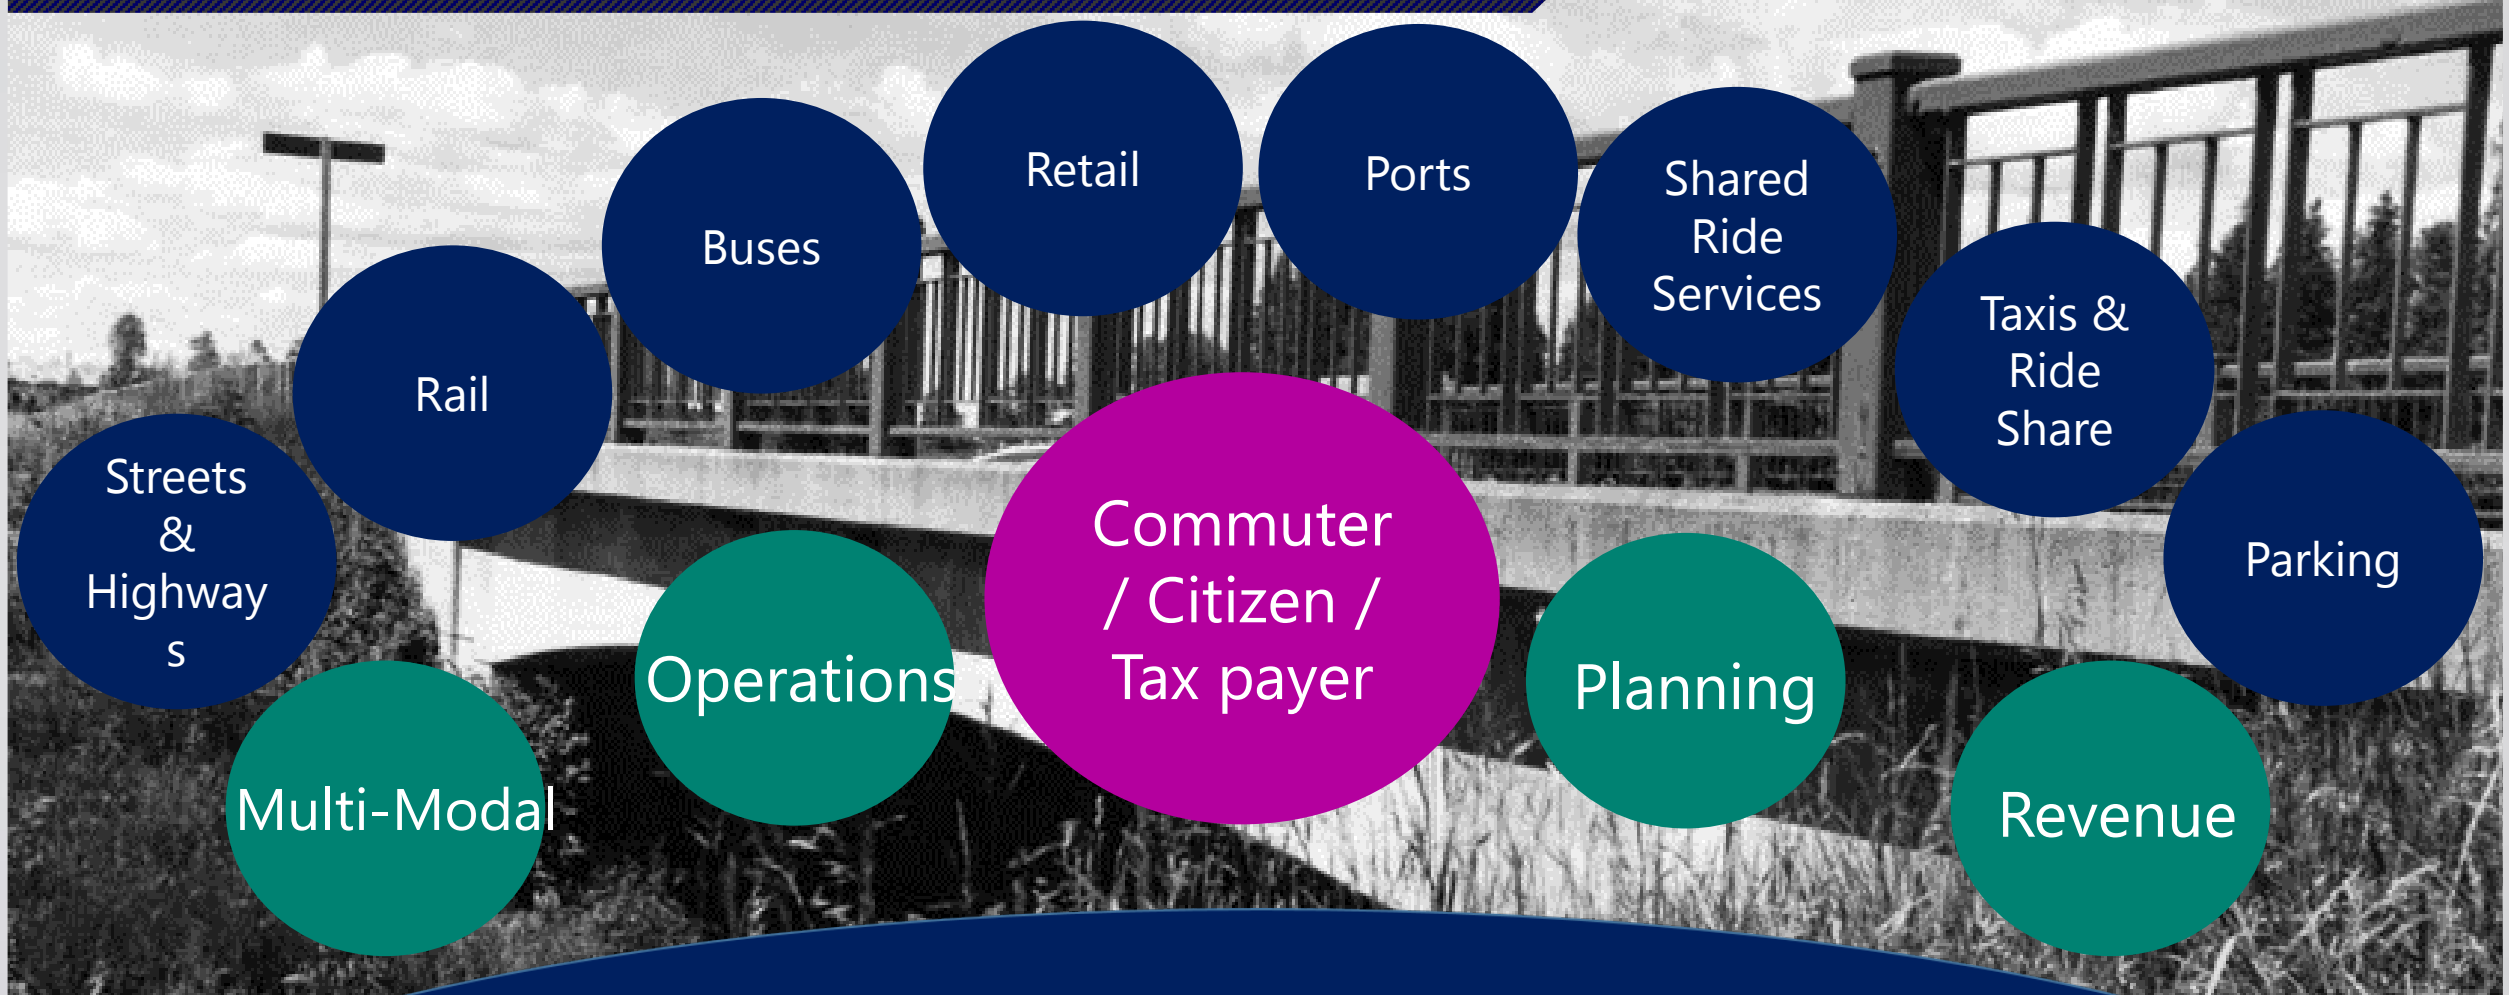 Retail
Ports
Shared
Ride
Services
Buses
Taxis &
Ride
Share
Rail
Streets
&
Highway
s
Parking
Commuter
/ Citizen /
Tax payer
Operations
Planning
Multi-Modal
Revenue